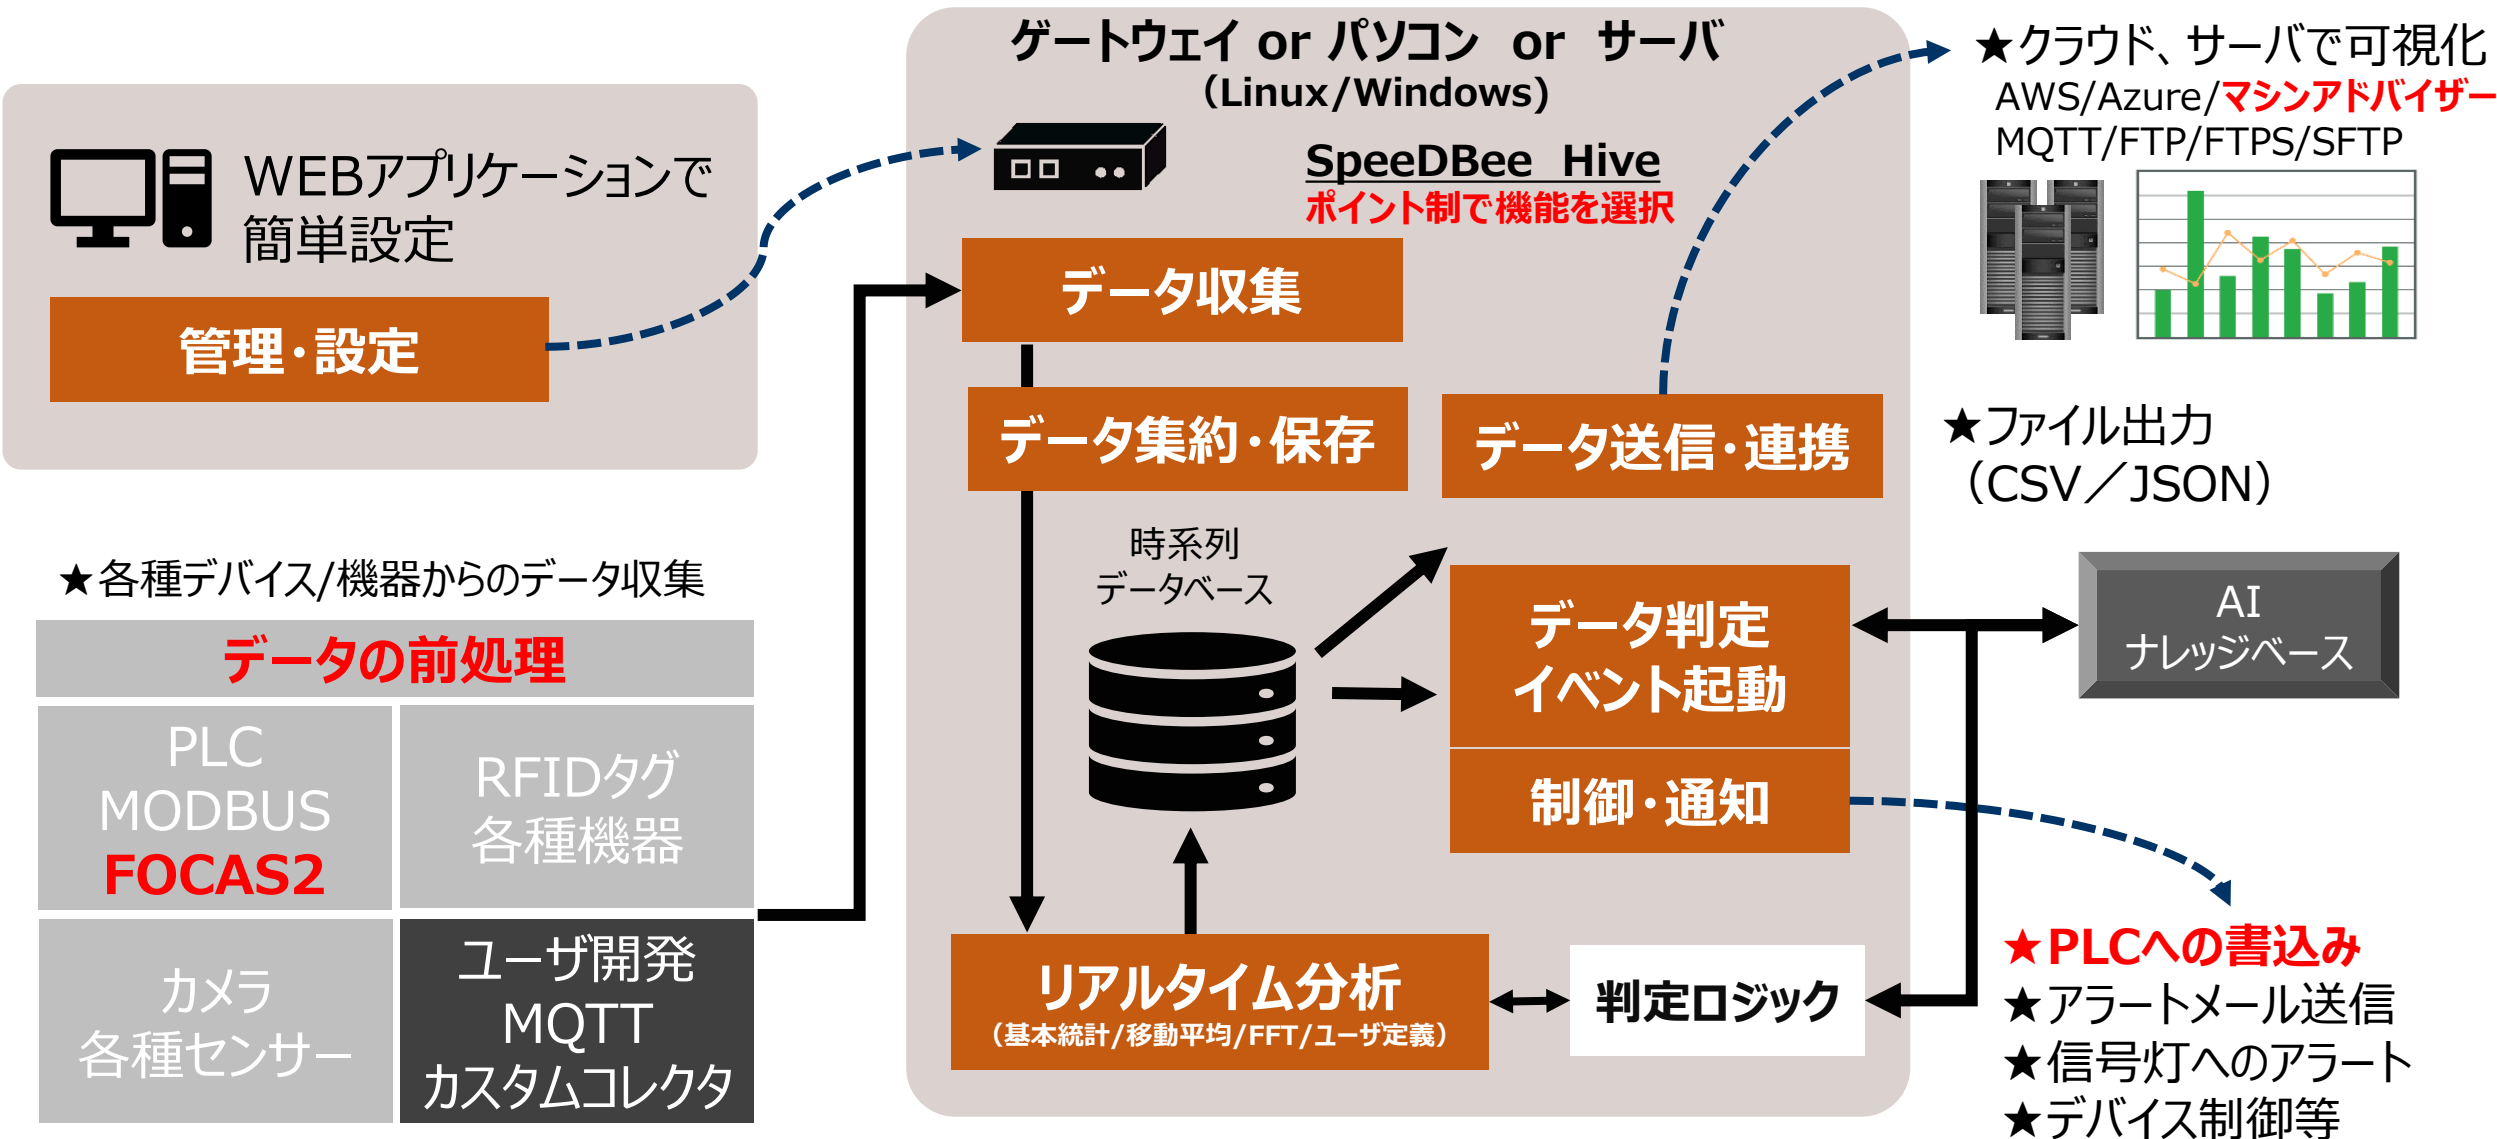 WEBアプリケーションで
簡単設定
管理・設定
★各種デバイス/機器からのデータ収集
データの前処理
PLC
MODBUS
FOCAS2
RFIDタグ
各種機器
カメラ
各種センサー
ユーザ開発
MQTT
カスタムコレクタ
ゲートウェイ or パソコン or サーバ
(Linux/Windows)
SpeeDBee Hive
ポイント制で機能を選択
データ収集
データ集約・保存
データ送信・連携
時系列
データベース
データ判定
イベント起動
制御・通知
リアルタイム分析
（基本統計/移動平均/FFT/ユーザ定義）
判定ロジック
★クラウド、サーバで可視化
AWS/Azure/マシンアドバイザー
MQTT/FTP/FTPS/SFTP
★ファイル出力
（CSV／JSON）
AI
ナレッジベース
★PLCへの書込み
★アラートメール送信
★信号灯へのアラート
★デバイス制御等